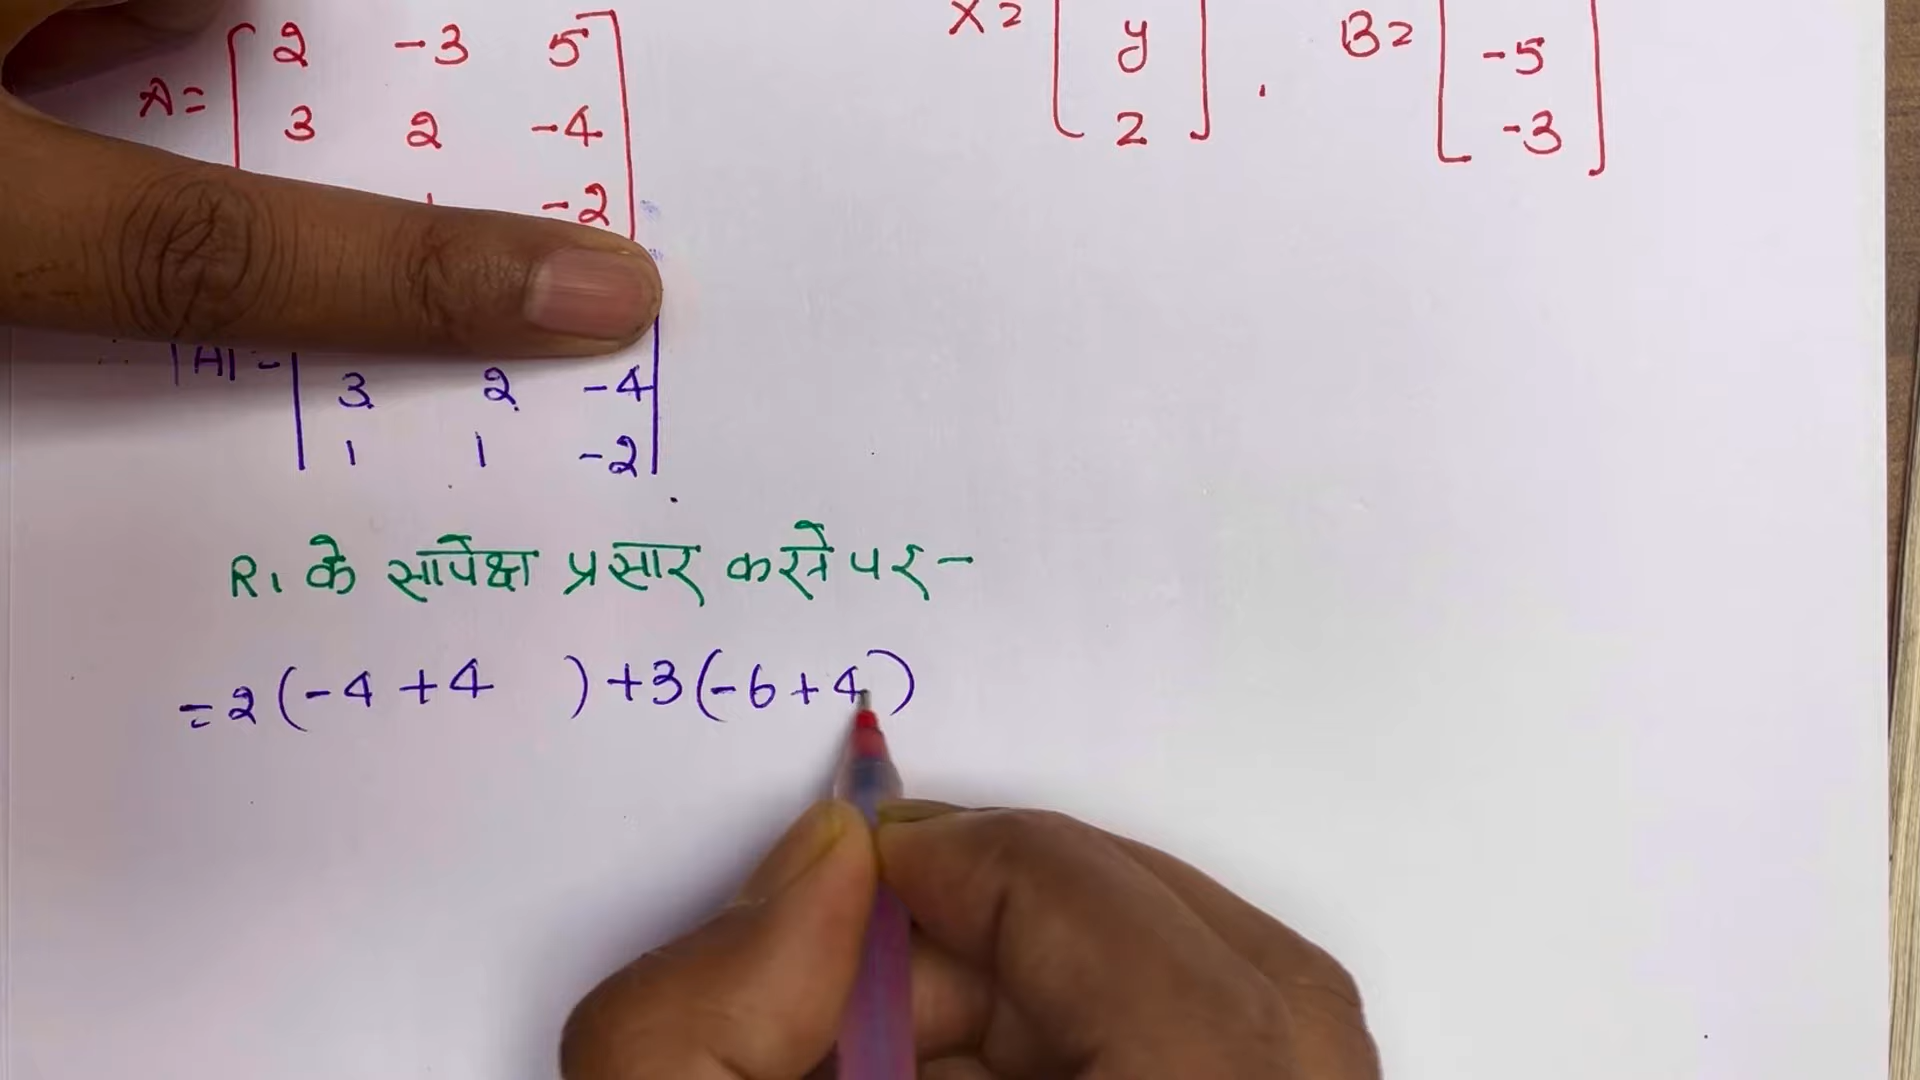 A= 2 -3 5 X= y B= -5
3 2 -4 z -3
1 -2
|A| =
3 2 -4
1 1 -2
R1 के सापेक्ष प्रसार करने पर -
= 2 (-4 +4 ) +3 (-6+4)